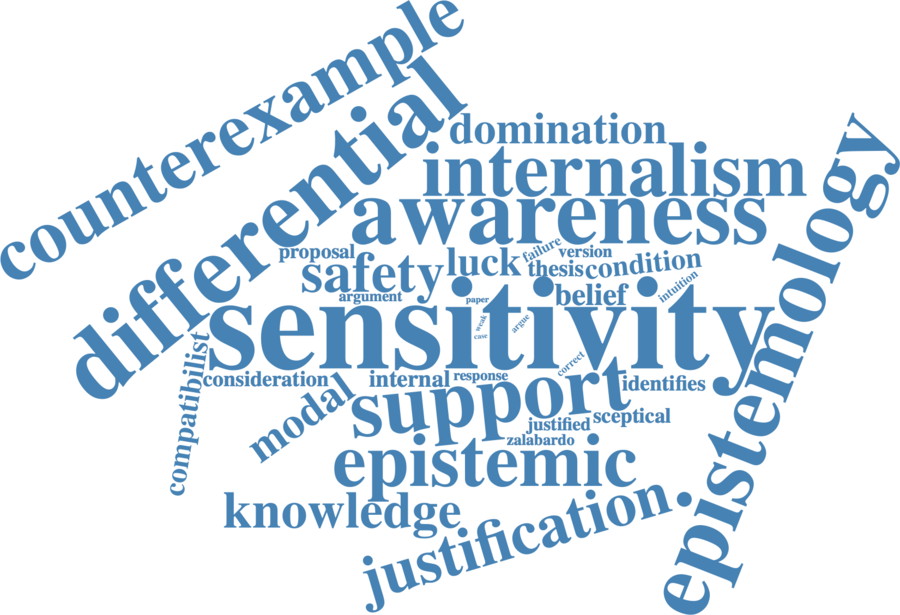 counterexample
differential
domination
internalism
awareness
epistemology
proposal
safety
luck
failure
version
thesis
condition
argument
paper
belief
intuition
sensitivity
weak
case
argue
correct
compatibilist
consideration
internal
response
identifies
modal
support
justified
sceptical
zalabardo
epistemic
knowledge
justification.